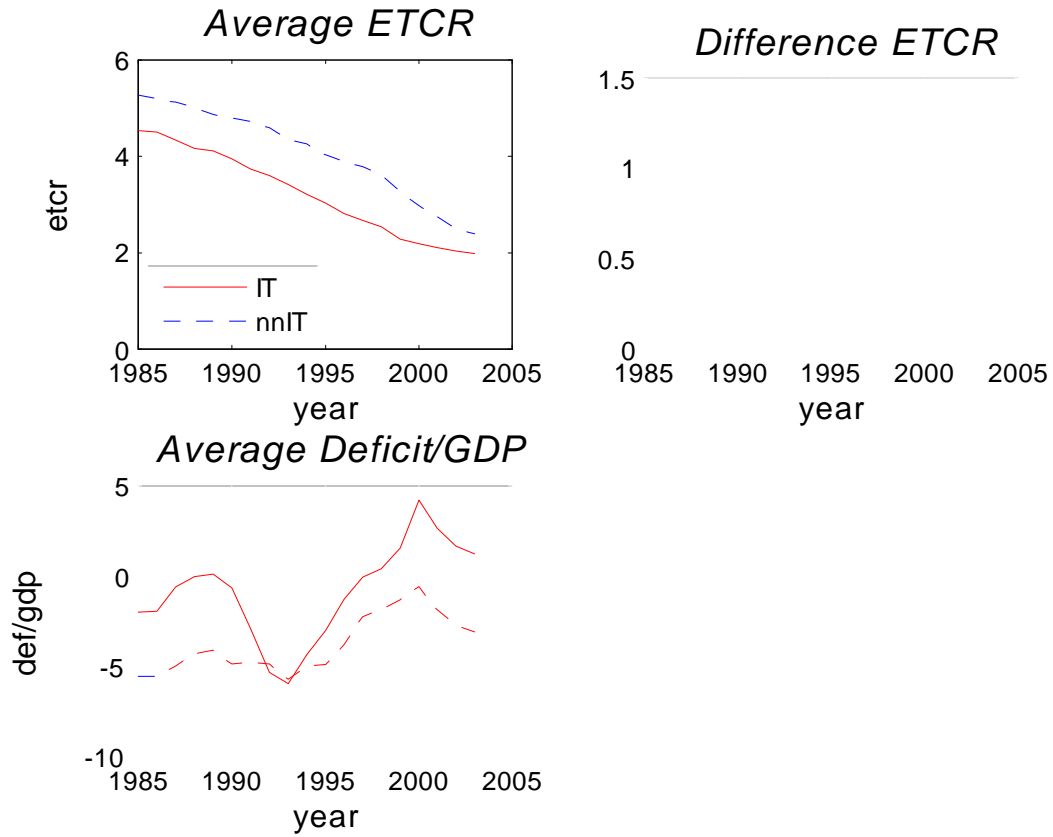 Average ETCR
6
4
2
0
etcr
IT
nnIT
1985 1990 1995 2000 2005
year
Difference ETCR
1.5
1
0.5
0
1985 1990 1995 2000 2005
year
Average Deficit/GDP
5
0
-5
-10
def/gdp
1985 1990 1995 2000 2005
year